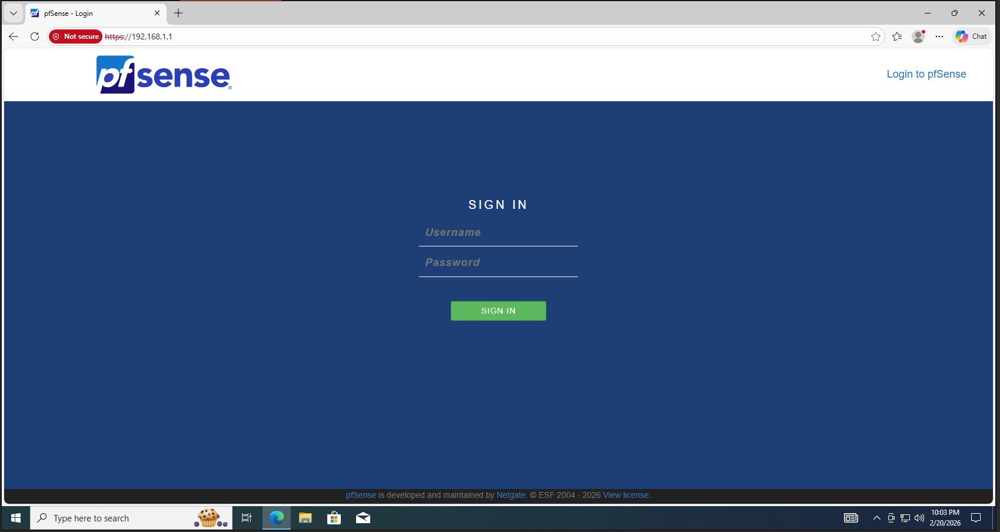 pfSense - Login
Not secure https://192.168.1.1
Chat
pfsense®
Login to pfSense
SIGN IN
Username
Password
SIGN IN
pfSense is developed and maintained by Netgate. © ESF 2004 - 2026 View license.
Type here to search
10:03 PM
2/20/2026